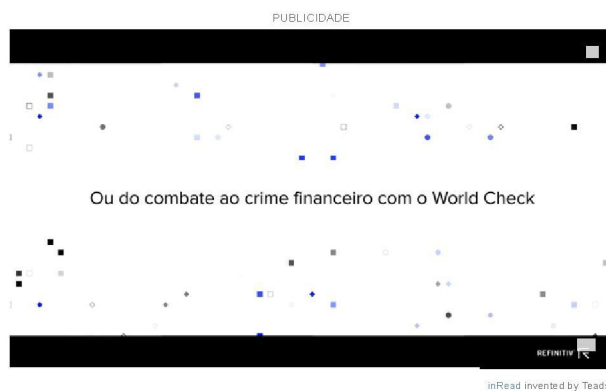 PUBLICIDADE
Ou do combate ao crime financeiro com o World Check
REFINITIV
inRead invented by Teads